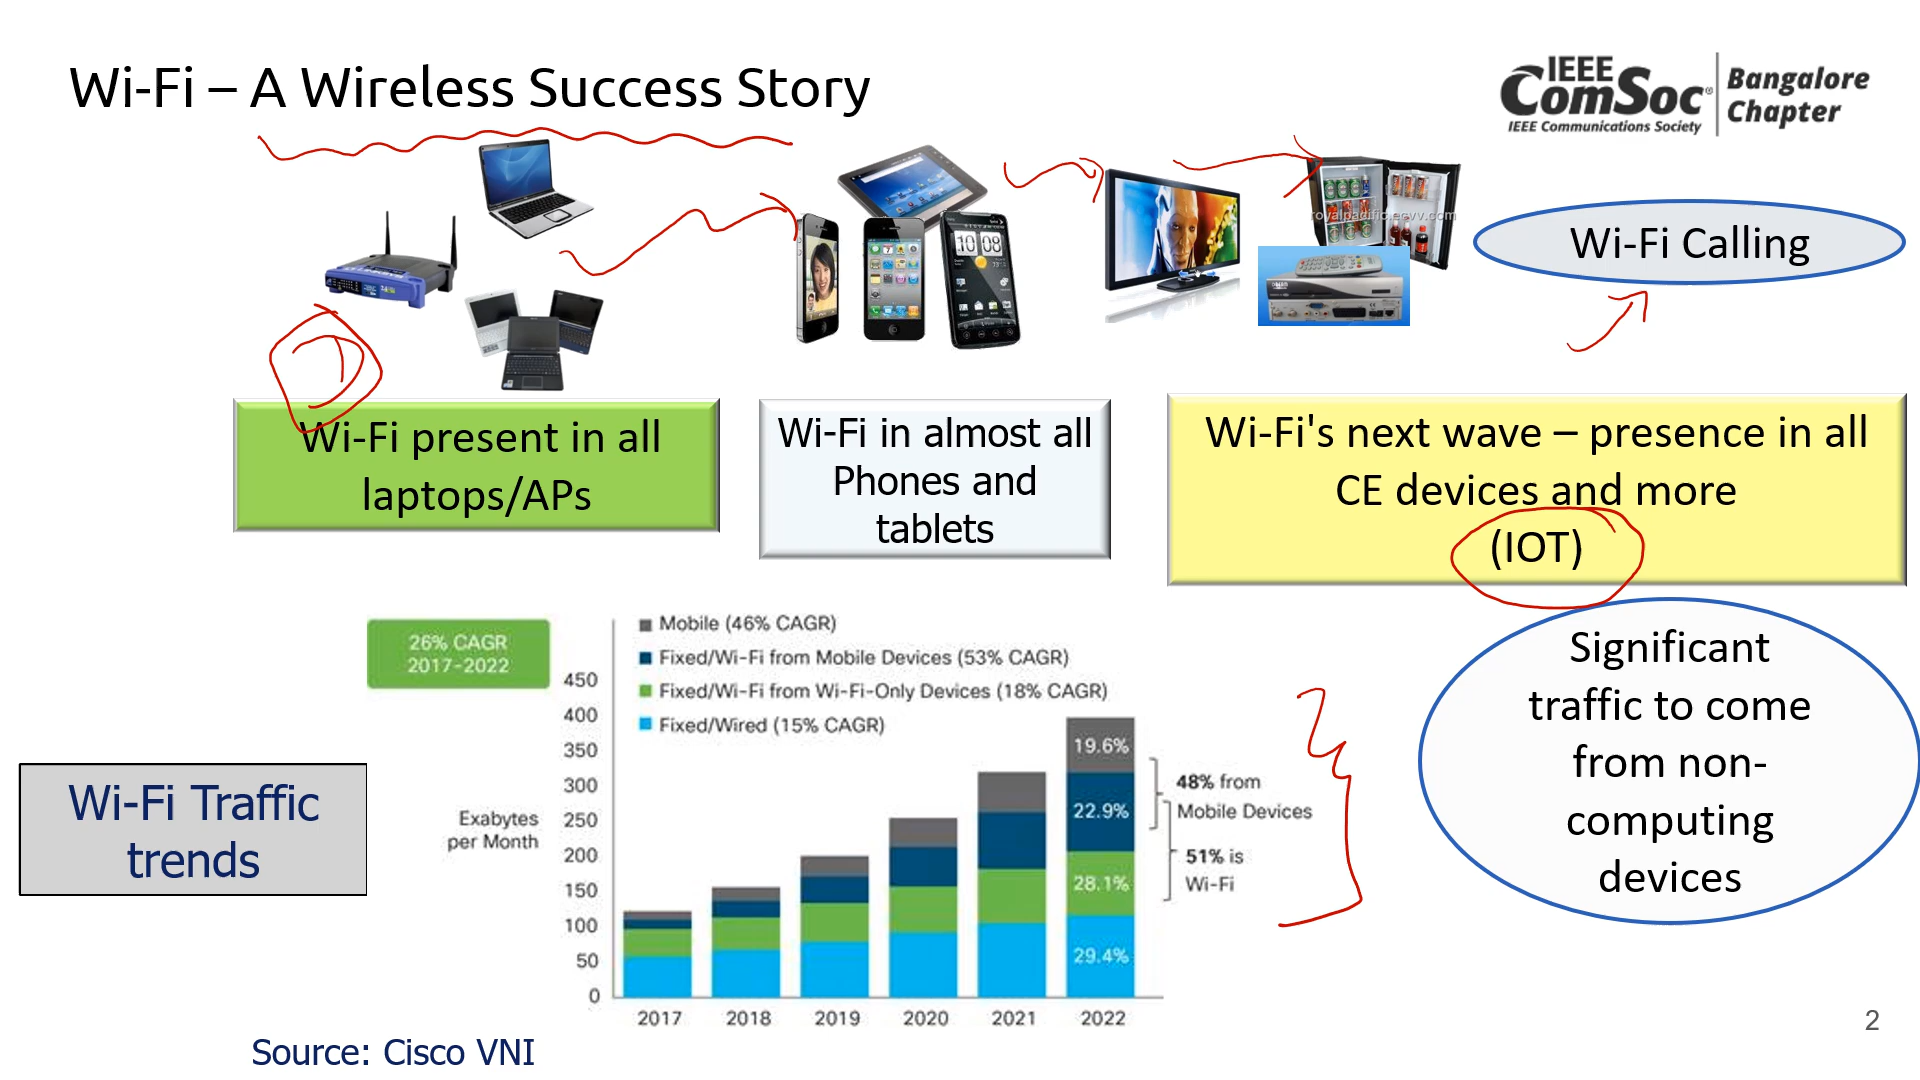 Wi-Fi – A Wireless Success Story
IEEE
ComSoc®
IEEE Communications Society
Bangalore
Chapter
royalpacific.ecvv.com
10 08
Wi-Fi Calling
Wi-Fi present in all
laptops/APs
Wi-Fi in almost all
Phones and
tablets
Wi-Fi's next wave – presence in all
CE devices and more
(IOT)
Significant
traffic to come
from non-
computing
devices
Wi-Fi Traffic
trends
26% CAGR
2017-2022
Mobile (46% CAGR)
Fixed/Wi-Fi from Mobile Devices (53% CAGR)
Fixed/Wi-Fi from Wi-Fi-Only Devices (18% CAGR)
Fixed/Wired (15% CAGR)
Exabytes
per Month
450
400
350
300
250
200
150
100
50
0
19.6%
22.9%
28.1%
29.4%
48% from
Mobile Devices
51% is
Wi-Fi
2017
2018
2019
2020
2021
2022
Source: Cisco VNI
2